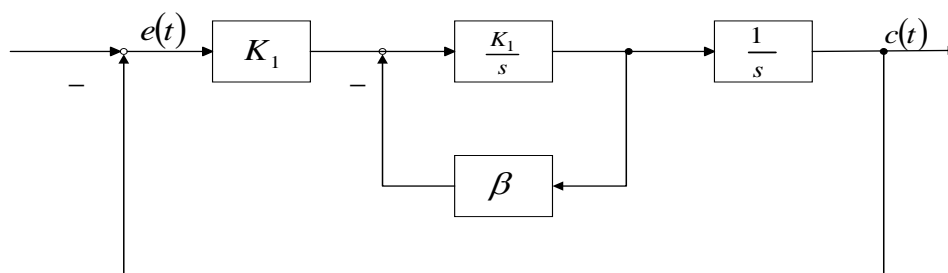 e(t)
K₁
K₁/s
1/s
c(t)
−
−
β